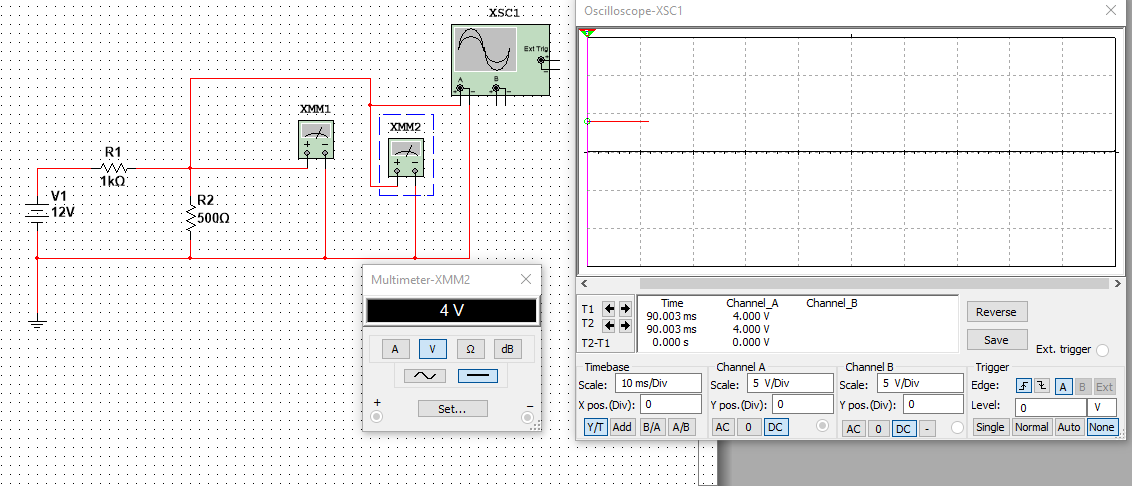 Oscilloscope-XSC1
XSC1
Ext Trig
+
-
A
B
+ - + -
XMM1
+ -
XMM2
+ -
R1
1kΩ
V1
12V
R2
500Ω
Multimeter-XMM2
4 V
A V Ω dB
+ Set... -
T1
T2
T2-T1
Time Channel_A Channel_B
90.003 ms 4.000 V
90.003 ms 4.000 V
0.000 s 0.000 V
Reverse
Save
Ext. trigger
Timebase
Scale: 10 ms/Div
X pos.(Div): 0
Y/T Add B/A A/B
Channel A
Scale: 5 V/Div
Y pos.(Div): 0
AC 0 DC
Channel B
Scale: 5 V/Div
Y pos.(Div): 0
AC 0 DC -
Trigger
Edge: A B Ext
Level: 0 V
Single Normal Auto None